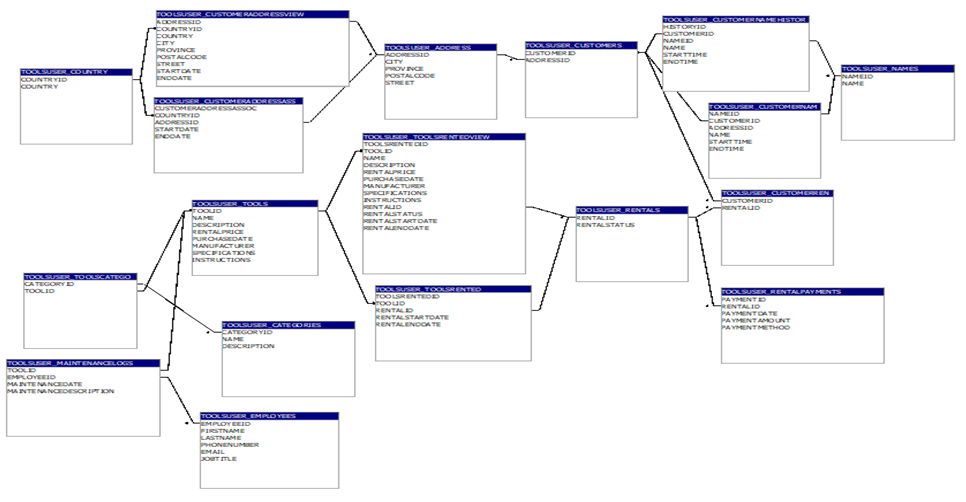 TOOLSUSER_COUNTRY
COUNTRYID
COUNTRY
TOOLSUSER_CUSTOMERADDRESSVIEW
ADDRESSID
COUNTRYID
COUNTRY
CITY
PROVINCE
POSTALCODE
STREET
STARTDATE
ENDDATE
TOOLSUSER_CUSTOMERADDRESSASS
CUSTOMERADDRESSASSOC
COUNTRYID
ADDRESSID
STARTDATE
ENDDATE
TOOLSUSER_ADDRESS
ADDRESSID
CITY
PROVINCE
POSTALCODE
STREET
TOOLSUSER_CUSTOMERS
CUSTOMERID
ADDRESSID
TOOLSUSER_CUSTOMERNAMEHISTOR
HISTORYID
CUSTOMERID
NAMEID
NAME
STARTTIME
ENDTIME
TOOLSUSER_NAMES
NAMEID
NAME
TOOLSUSER_CUSTOMERNAM
NAMEID
CUSTOMERID
ADDRESSID
NAME
STARTTIME
ENDTIME
TOOLSUSER_TOOLSRENTEDVIEW
TOOLSRENTEDID
TOOLID
NAME
DESCRIPTION
RENTALPRICE
PURCHASEDATE
MANUFACTURER
SPECIFICATIONS
INSTRUCTIONS
RENTALID
RENTALSTATUS
RENTALSTARTDATE
RENTALENDDATE
TOOLSUSER_TOOLS
TOOLID
NAME
DESCRIPTION
RENTALPRICE
PURCHASEDATE
MANUFACTURER
SPECIFICATIONS
INSTRUCTIONS
TOOLSUSER_RENTALS
RENTALID
RENTALSTATUS
TOOLSUSER_CUSTOMERREN
CUSTOMERID
RENTALID
TOOLSUSER_TOOLSCATEGO
CATEGORYID
TOOLID
TOOLSUSER_TOOLSRENTED
TOOLSRENTEDID
TOOLID
RENTALID
RENTALSTARTDATE
RENTALENDDATE
TOOLSUSER_RENTALPAYMENTS
PAYMENTID
RENTALID
PAYMENTDATE
PAYMENTAMOUNT
PAYMENTMETHOD
TOOLSUSER_CATEGORIES
CATEGORYID
NAME
DESCRIPTION
TOOLSUSER_MAINTENANCELOGS
TOOLID
EMPLOYEEID
MAINTENANCEDATE
MAINTENANCEDESCRIPTION
TOOLSUSER_EMPLOYEES
EMPLOYEEID
FIRSTNAME
LASTNAME
PHONENUMBER
EMAIL
JOBTITLE